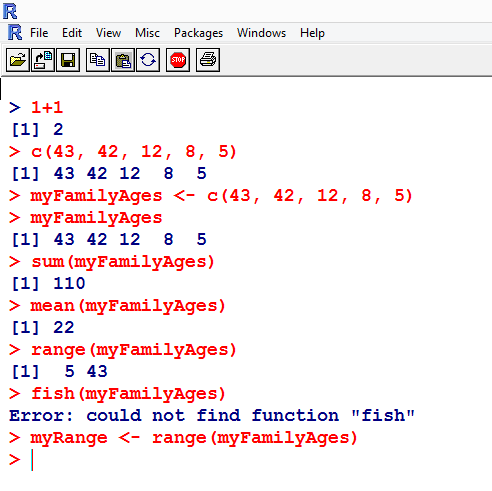 R
R File Edit View Misc Packages Windows Help
STOP
> 1+1
[1] 2
> c(43, 42, 12, 8, 5)
[1] 43 42 12  8  5
> myFamilyAges <- c(43, 42, 12, 8, 5)
> myFamilyAges
[1] 43 42 12  8  5
> sum(myFamilyAges)
[1] 110
> mean(myFamilyAges)
[1] 22
> range(myFamilyAges)
[1]  5 43
> fish(myFamilyAges)
Error: could not find function "fish"
> myRange <- range(myFamilyAges)
>